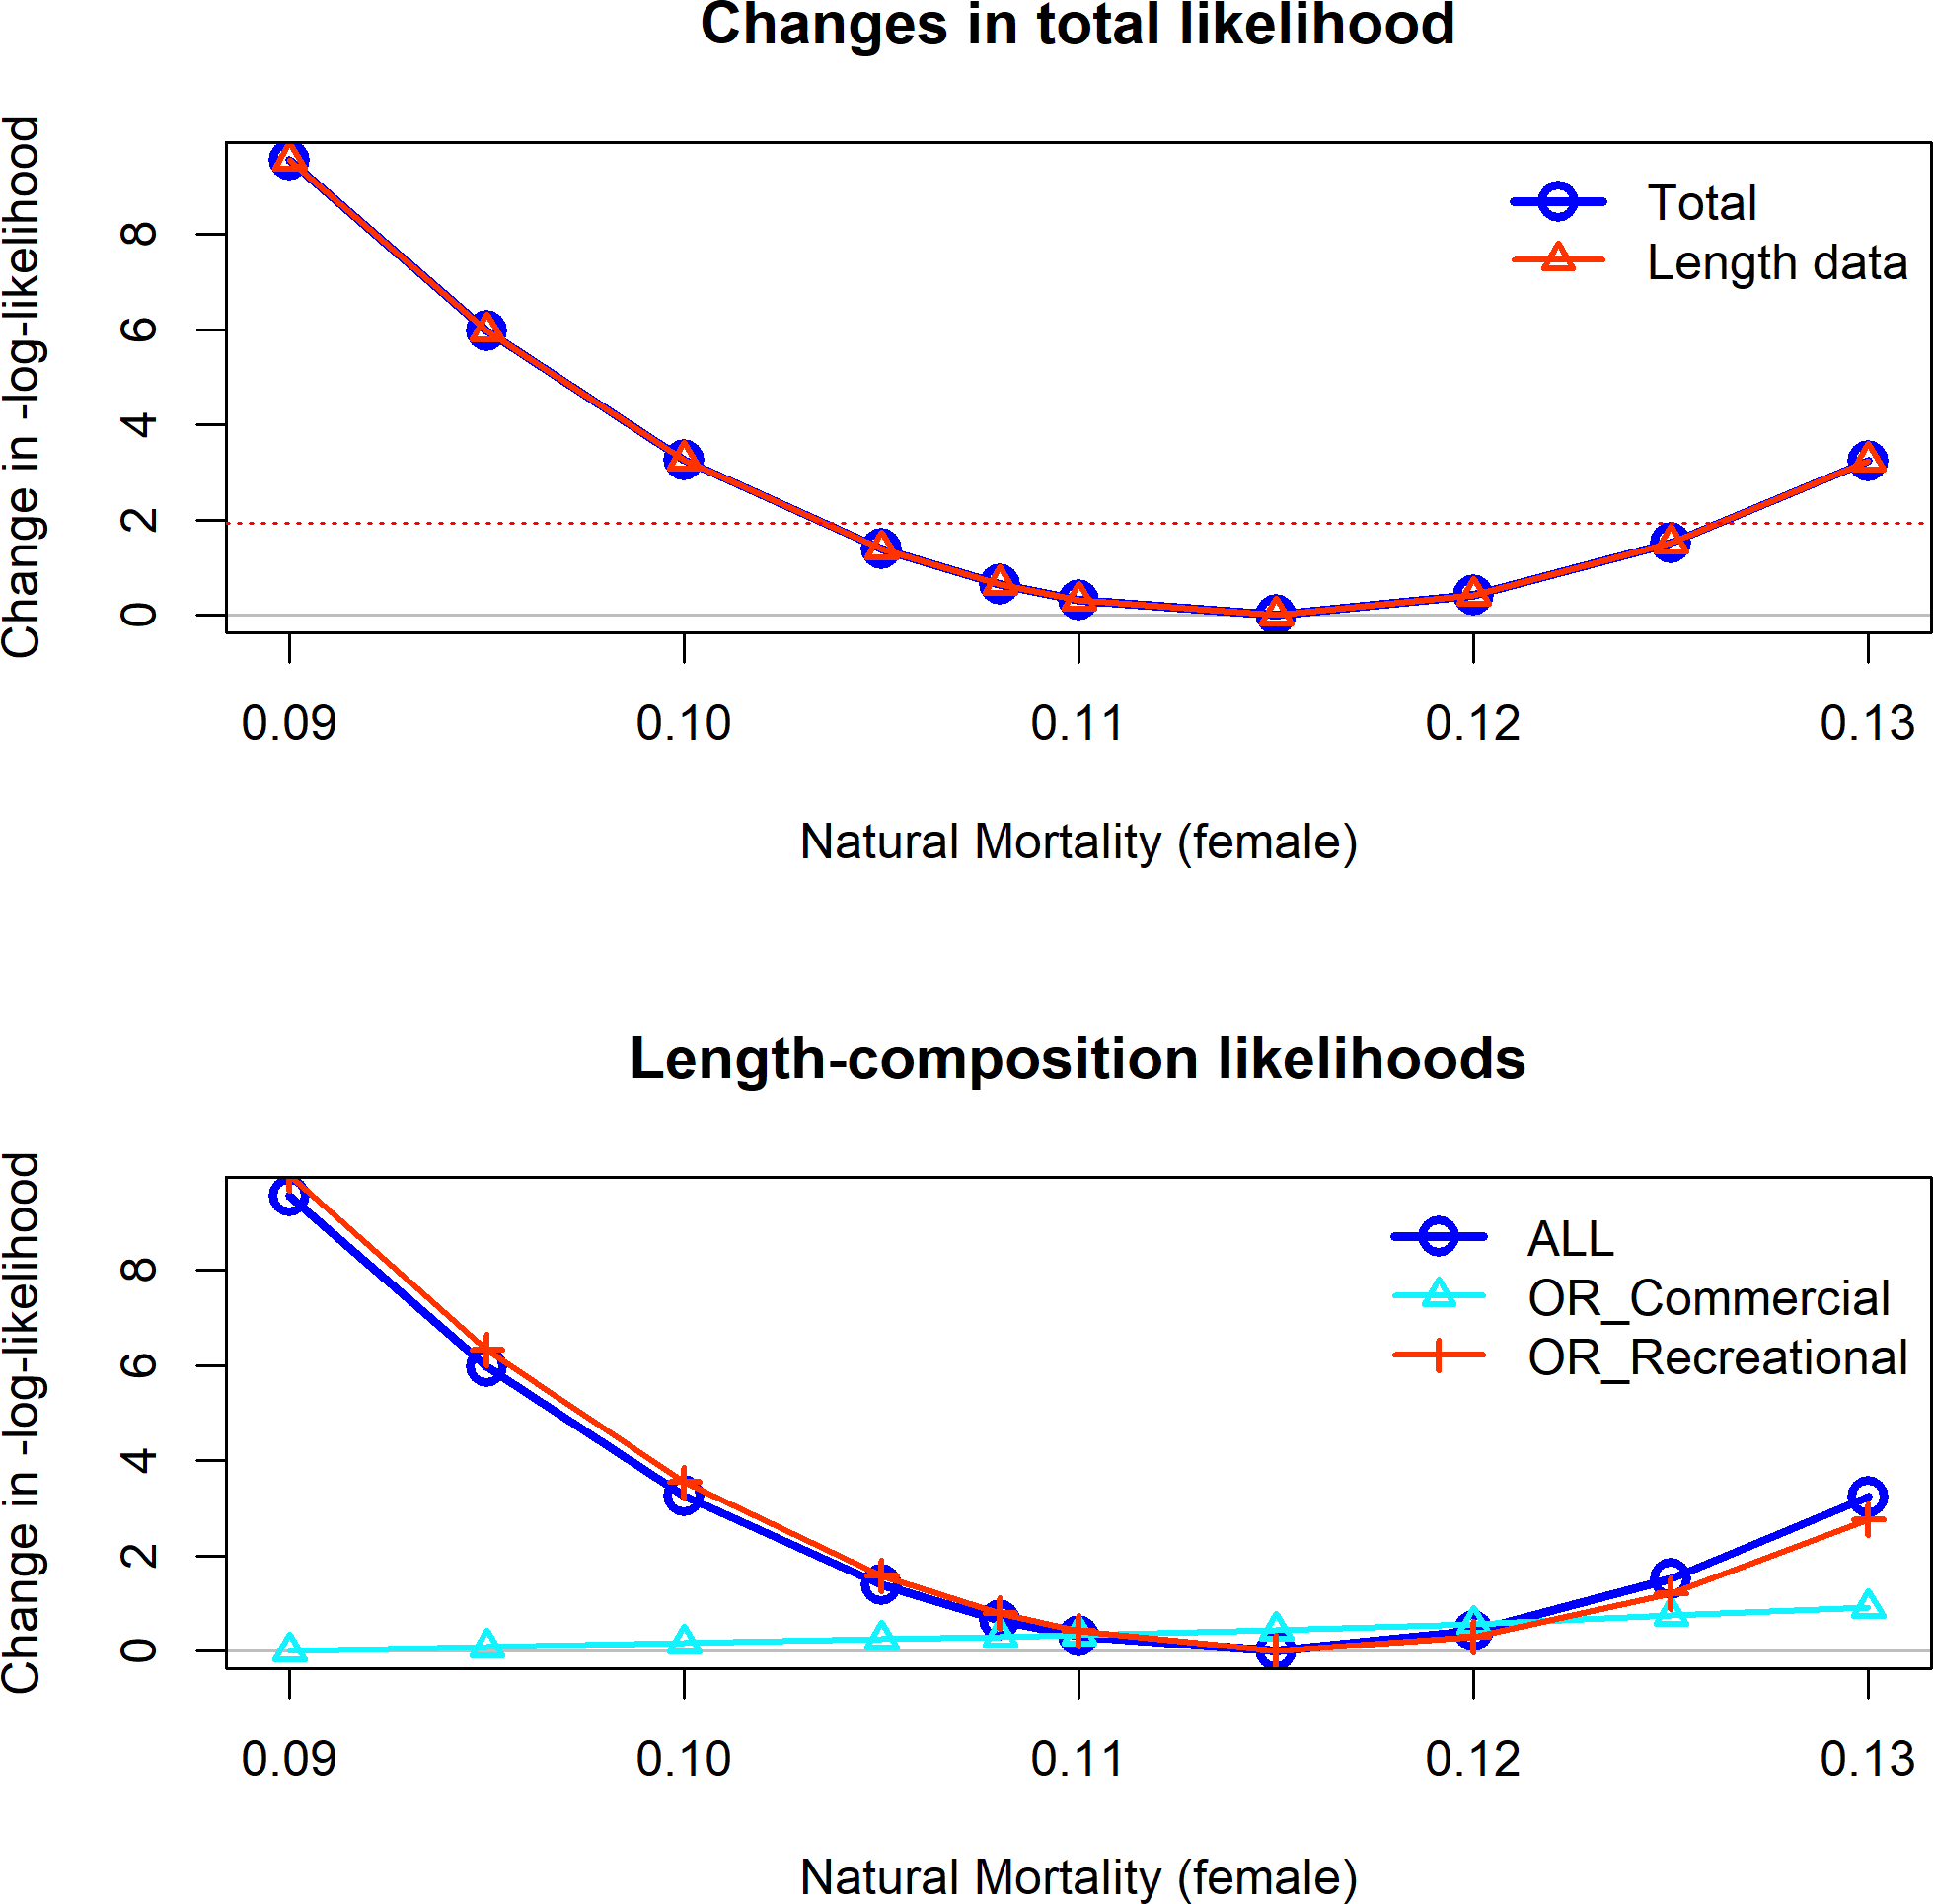 Changes in total likelihood
Change in -log-likelihood
8
6
4
2
0
Total
Length data
0.09 0.10 0.11 0.12 0.13
Natural Mortality (female)
Length-composition likelihoods
Change in -log-likelihood
8
6
4
2
0
ALL
OR_Commercial
OR_Recreational
0.09 0.10 0.11 0.12 0.13
Natural Mortality (female)